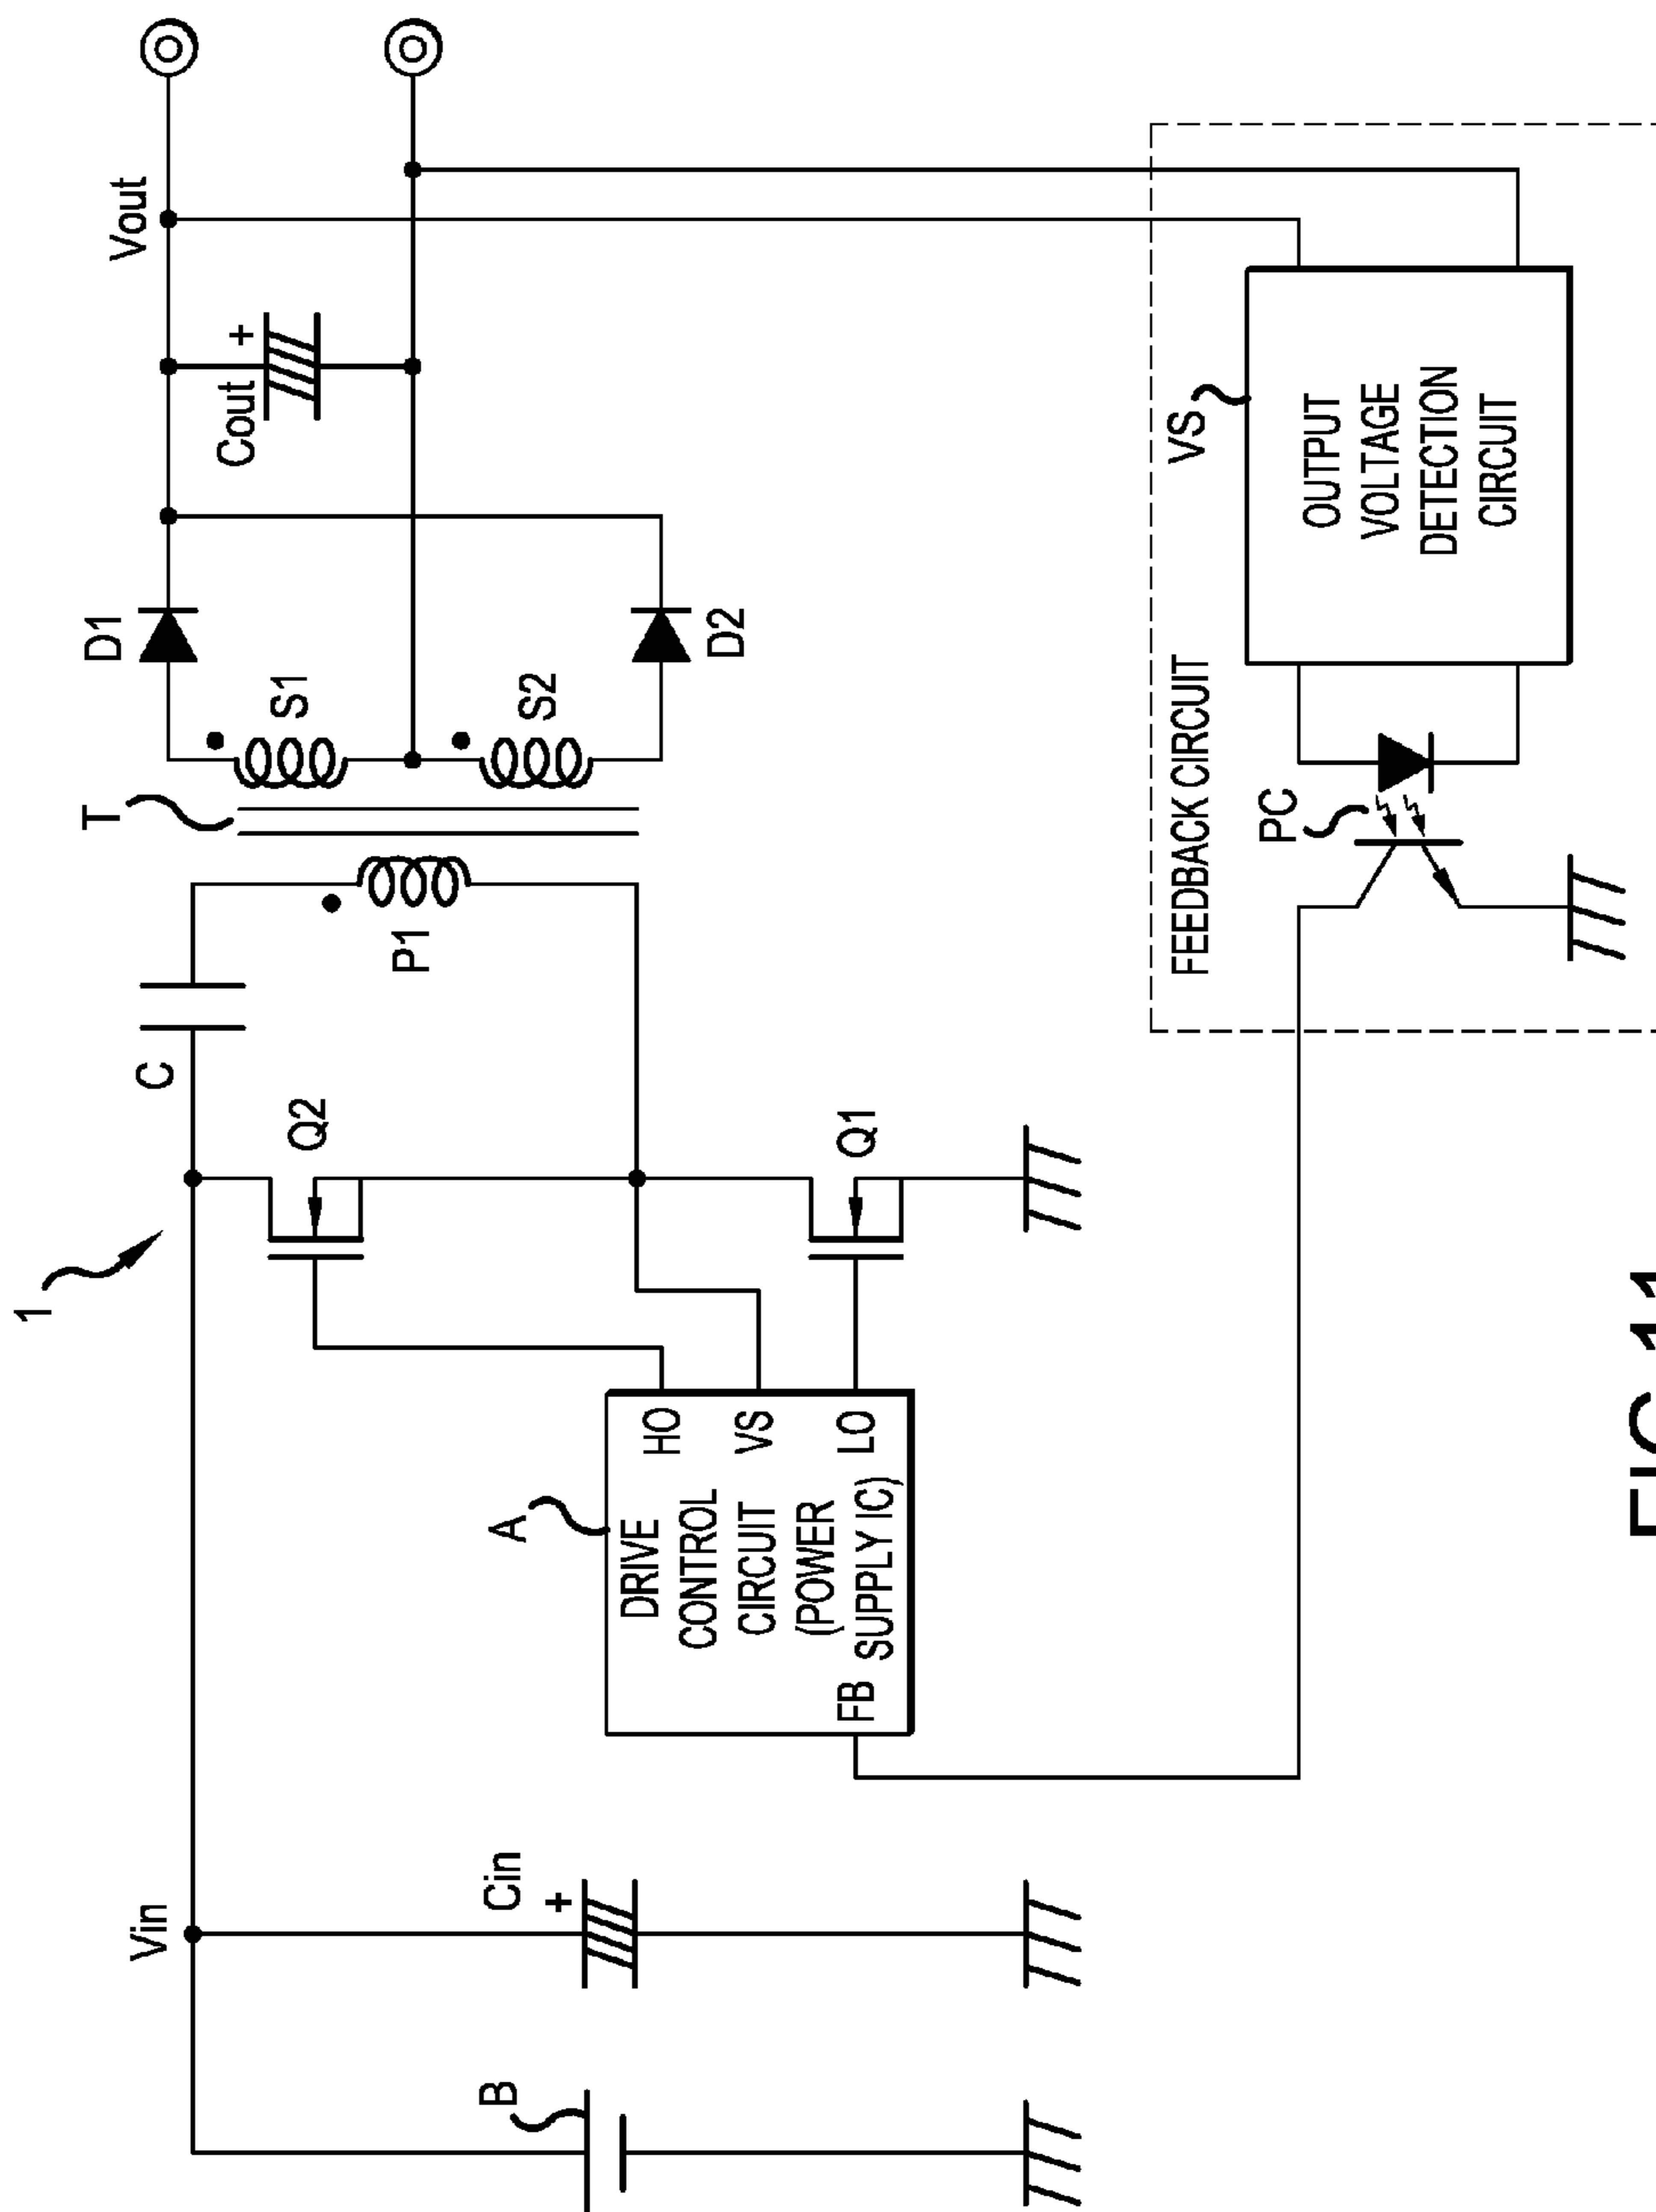 1
Vin
B
Cin
+
A
DRIVE
CONTROL
CIRCUIT
(POWER
SUPPLY IC)
FB
HO
VS
LO
Q2
Q1
C
P1
T
S1
S2
D1
D2
Cout
+
Vout
FEEDBACK CIRCUIT
PC
VS
OUTPUT
VOLTAGE
DETECTION
CIRCUIT